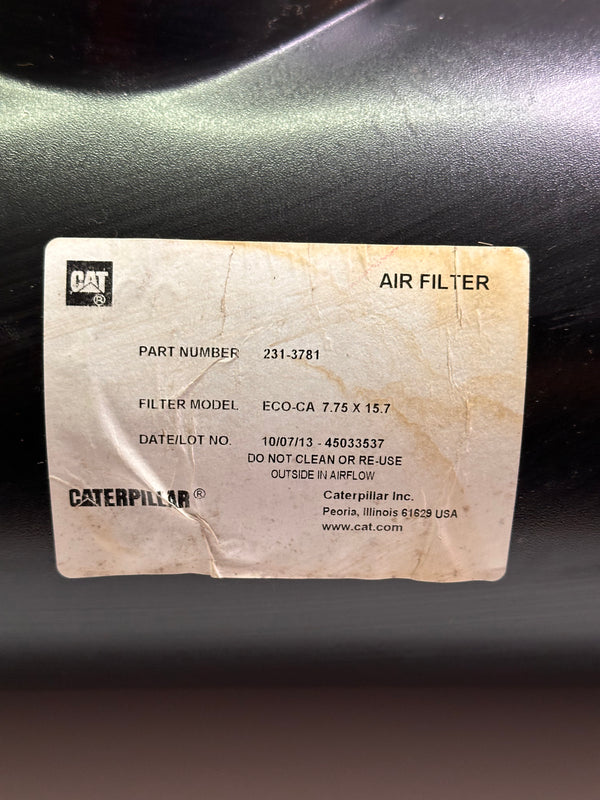 CAT®
AIR FILTER
PART NUMBER 231-3781
FILTER MODEL ECO-CA 7.75 X 15.7
DATE/LOT NO. 10/07/13 - 45033537
DO NOT CLEAN OR RE-USE
OUTSIDE IN AIRFLOW
CATERPILLAR®
Caterpillar Inc.
Peoria, Illinois 61629 USA
www.cat.com